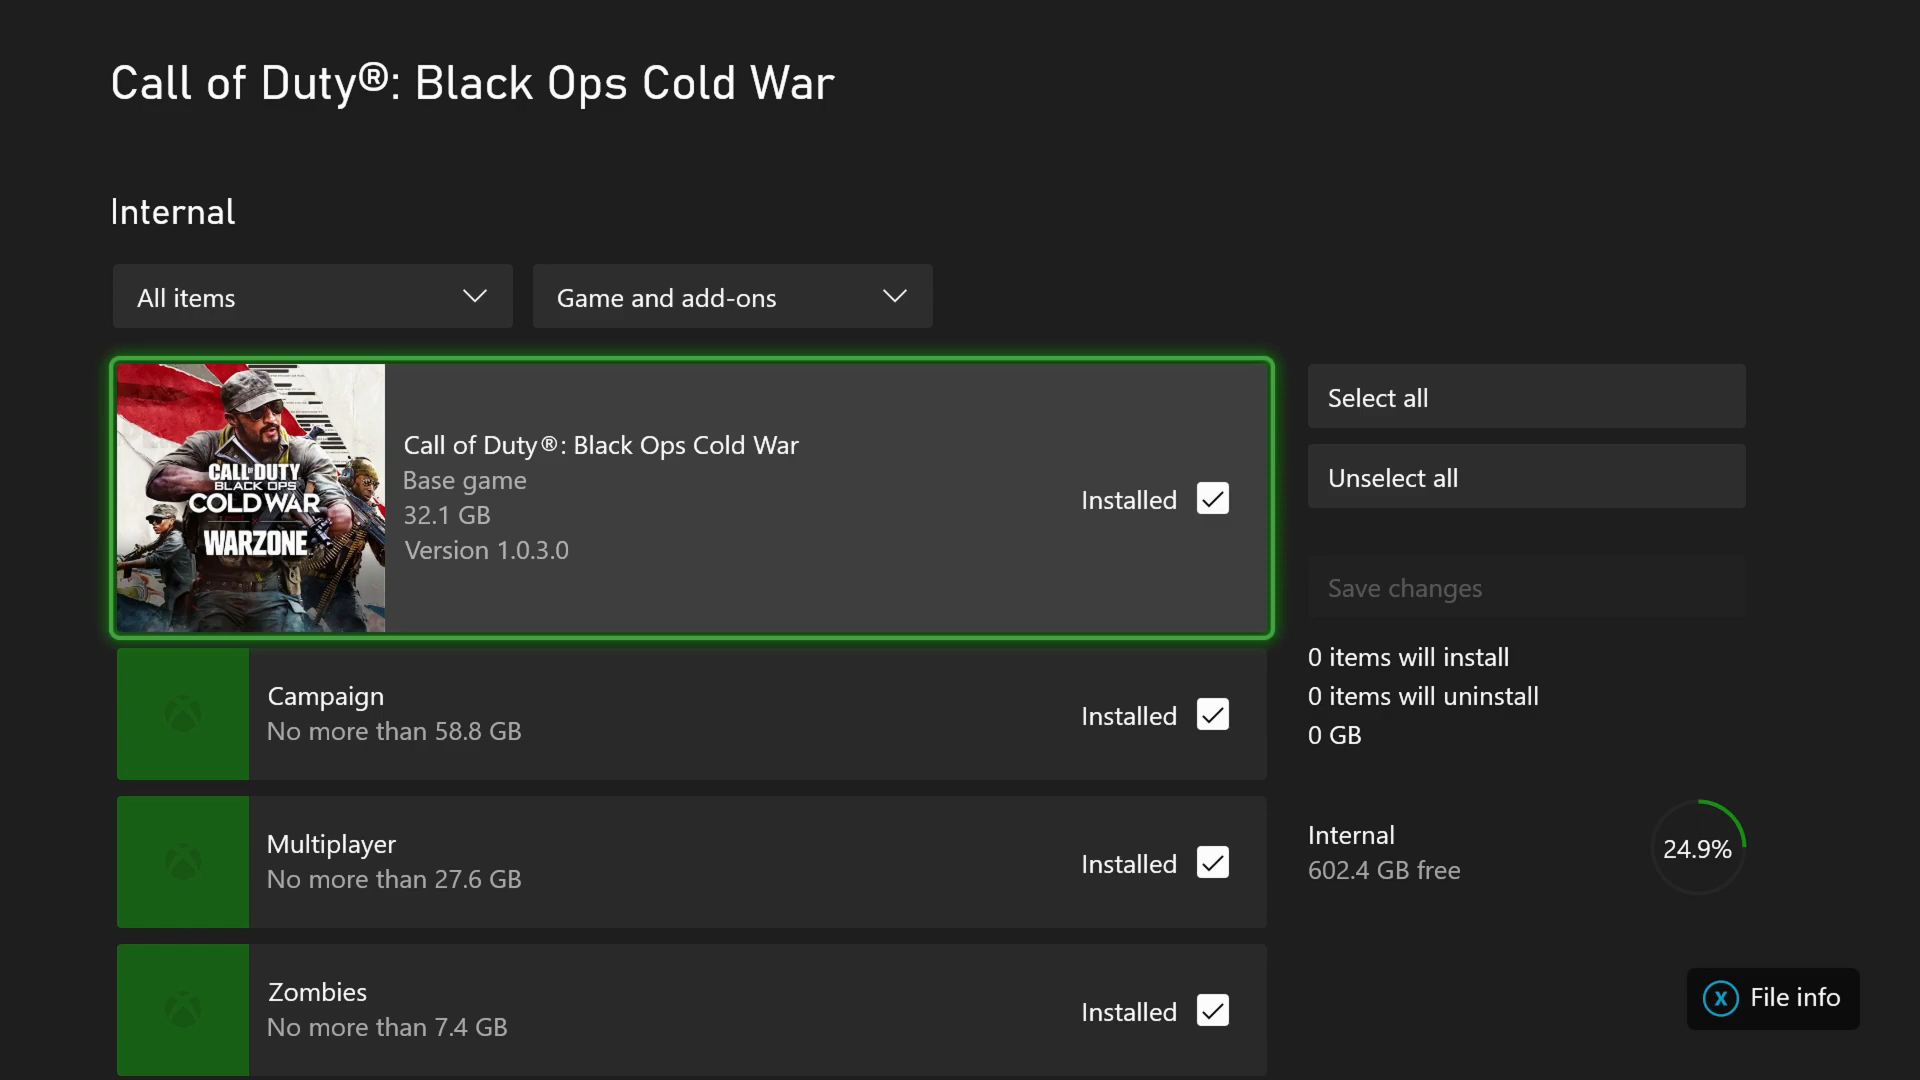 Call of Duty®: Black Ops Cold War
Internal
All items
Game and add-ons
CALL OF DUTY
BLACK OPS
COLD WAR
WARZONE
Call of Duty®: Black Ops Cold War
Base game
32.1 GB
Version 1.0.3.0
Installed
Campaign
No more than 58.8 GB
Installed
Multiplayer
No more than 27.6 GB
Installed
Zombies
No more than 7.4 GB
Installed
Select all
Unselect all
Save changes
0 items will install
0 items will uninstall
0 GB
Internal
602.4 GB free
24.9%
X File info